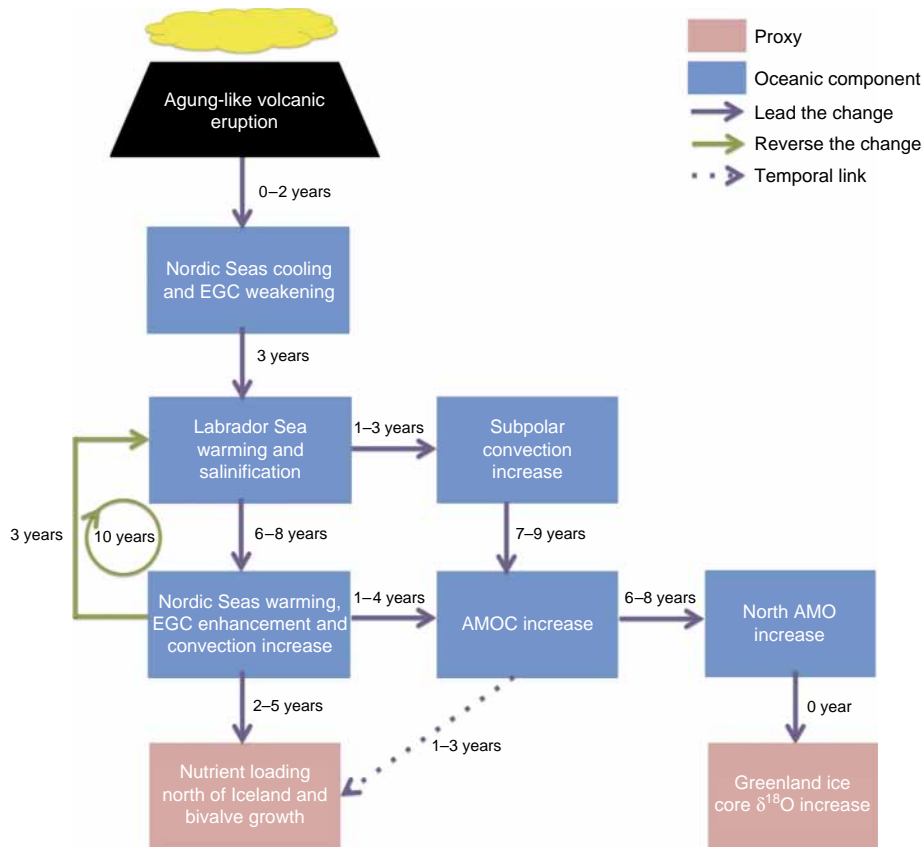 Agung-like volcanic
eruption
Proxy
Oceanic component
Lead the change
Reverse the change
Temporal link
0–2 years
Nordic Seas cooling
and EGC weakening
3 years
Labrador Sea
warming and
salinification
1–3 years
Subpolar
convection
increase
3 years
10 years
6–8 years
7–9 years
Nordic Seas warming,
EGC enhancement and
convection increase
1–4 years
AMOC increase
6–8 years
North AMO
increase
2–5 years
1–3 years
0 year
Nutrient loading
north of Iceland and
bivalve growth
Greenland ice
core δ¹⁸O increase